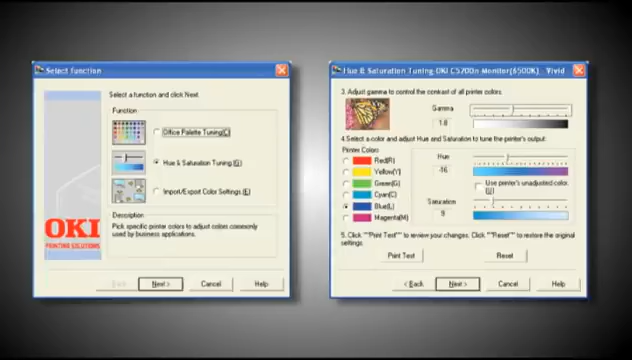 Select function
Select a function and click Next.
Function
Office Palette Tuning(C)
Hue & Saturation Tuning (G)
Import/Export Color Settings (E)
OKI
PRINTING SOLUTIONS
Description
Pick specific printer colors to adjust colors commonly
used by business applications.
< Back
Next >
Cancel
Help
Hue & Saturation Tuning OKI C5700n Monitor(6500K) Vivid
3. Adjust gamma to control the contrast of all printer colors.
Gamma
1.8
4.Select a color and adjust Hue and Saturation to tune the printer's output:
Printer Colors
Red(R)
Yellow(Y)
Green(G)
Cyan(C)
Blue(L)
Magenta(M)
Hue
-16
Use printer's unadjusted color.
(U)
Saturation
9
5. Click "Print Test" to review your changes. Click "Reset" to restore the original
settings.
Print Test
Reset
< Back
Next >
Cancel
Help